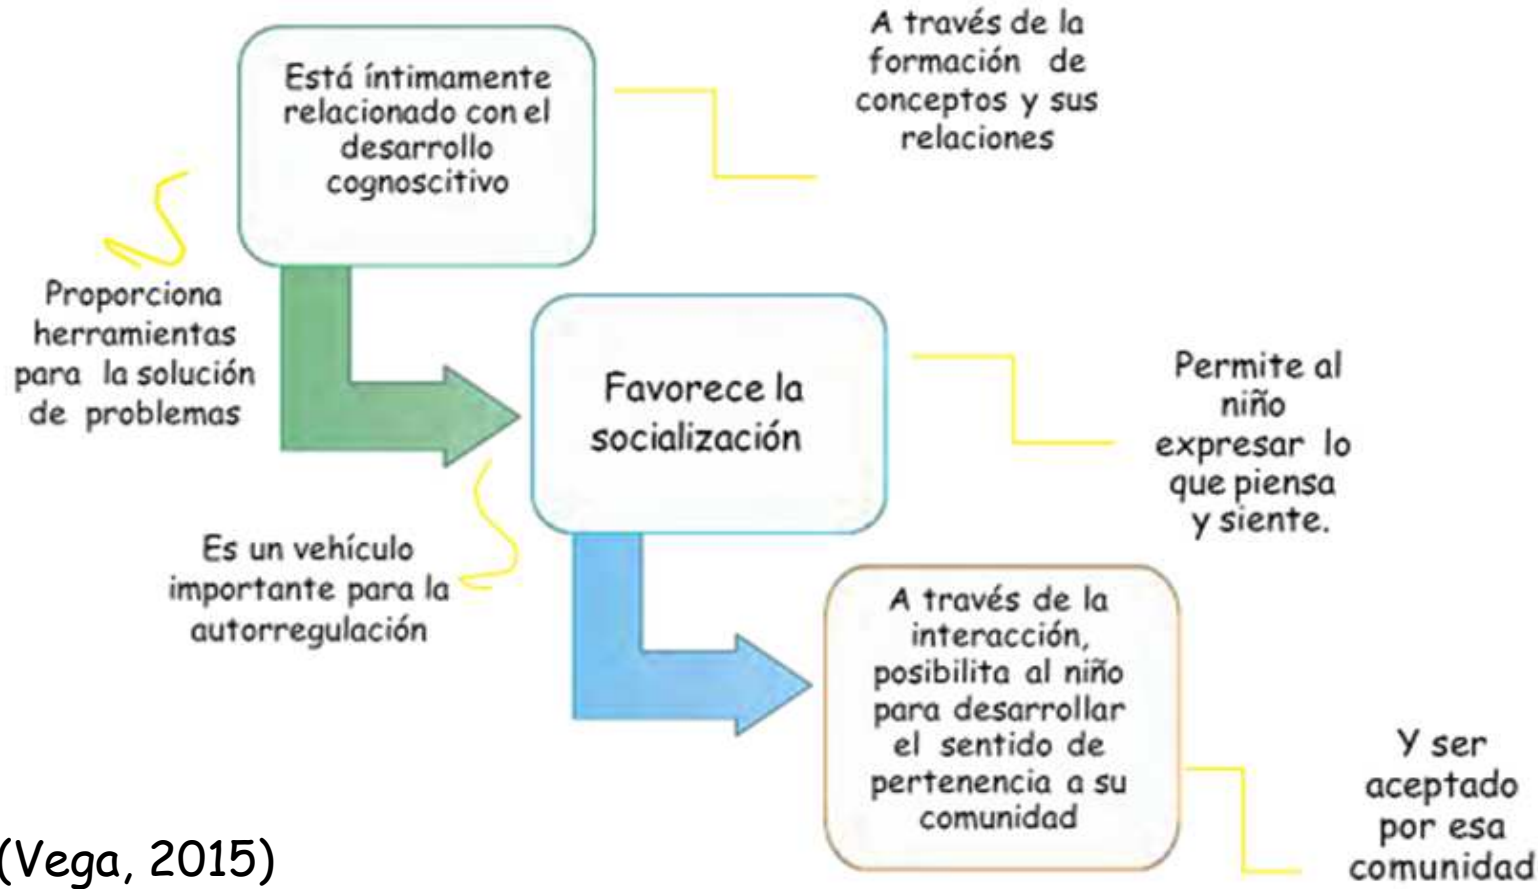 Está íntimamente
relacionado con el
desarrollo
cognoscitivo
A través de la
formación de
conceptos y sus
relaciones
Proporciona
herramientas
para la solución
de problemas
Favorece la
socialización
Permite al
niño
expresar lo
que piensa
y siente.
Es un vehículo
importante para la
autorregulación
A través de la
interacción,
posibilita al niño
para desarrollar
el sentido de
pertenencia a su
comunidad
Y ser
aceptado
por esa
comunidad
(Vega, 2015)